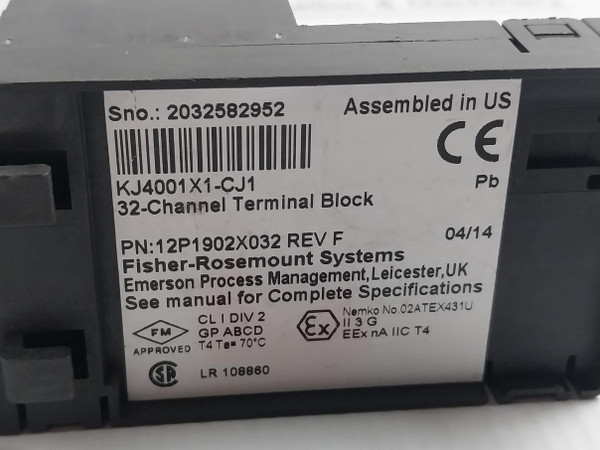 Sno.: 2032582952 Assembled in US
CE
KJ4001X1-CJ1 Pb
32-Channel Terminal Block
PN:12P1902X032 REV F 04/14
Fisher-Rosemount Systems
Emerson Process Management,Leicester,UK
See manual for Complete Specifications
FM APPROVED
CL I DIV 2
GP ABCD
T4 Ta= 70°C
Ex
Nemko No.02ATEX431U
II 3 G
EEx nA IIC T4
SA LR 108860